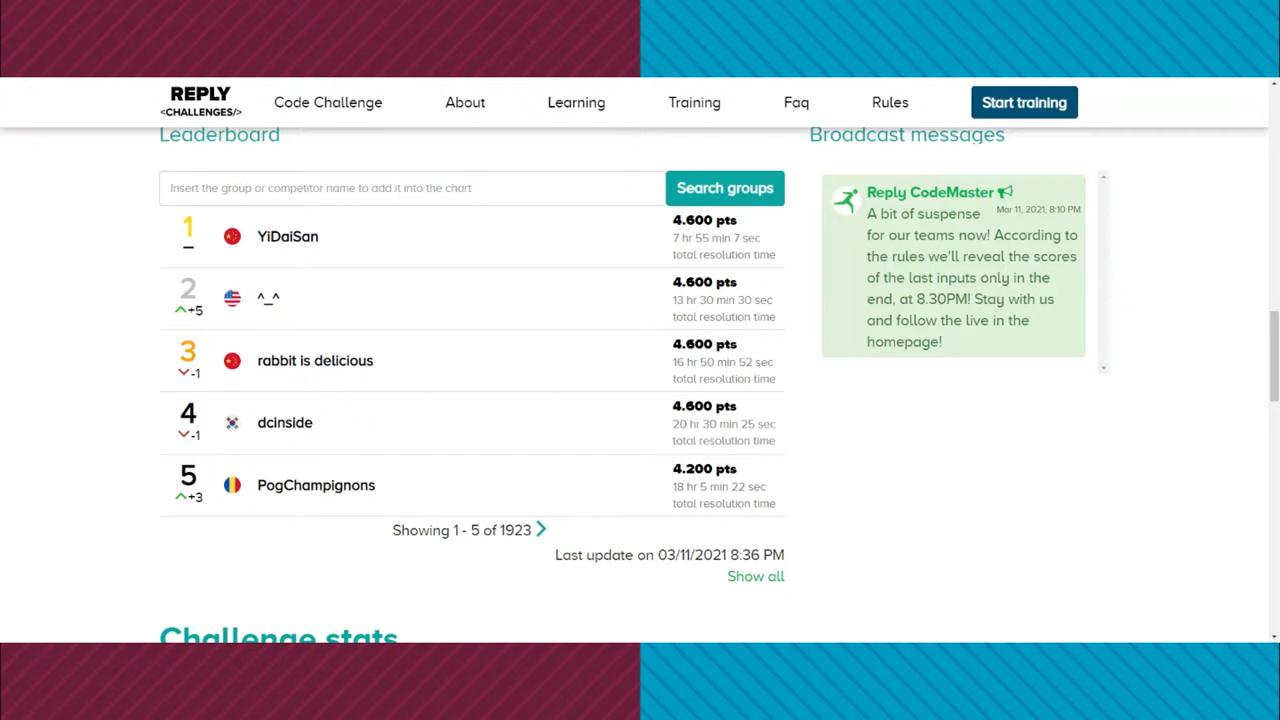 REPLY
<CHALLENGES/>
Code Challenge
About
Learning
Training
Faq
Rules
Start training
Leaderboard
Insert the group or competitor name to add it into the chart
Search groups
1
YiDaiSan
4.600 pts
7 hr 55 min 7 sec
total resolution time
2
+5
^_^
4.600 pts
13 hr 30 min 30 sec
total resolution time
3
-1
rabbit is delicious
4.600 pts
16 hr 50 min 52 sec
total resolution time
4
-1
dcinside
4.600 pts
20 hr 30 min 25 sec
total resolution time
5
+3
PogChampignons
4.200 pts
18 hr 5 min 22 sec
total resolution time
Showing 1 - 5 of 1923
Last update on 03/11/2021 8:36 PM
Show all
Challenge stats
Broadcast messages
Reply CodeMaster
Mar 11, 2021, 8:10 PM
A bit of suspense
for our teams now! According to
the rules we'll reveal the scores
of the last inputs only in the
end, at 8.30PM! Stay with us
and follow the live in the
homepage!